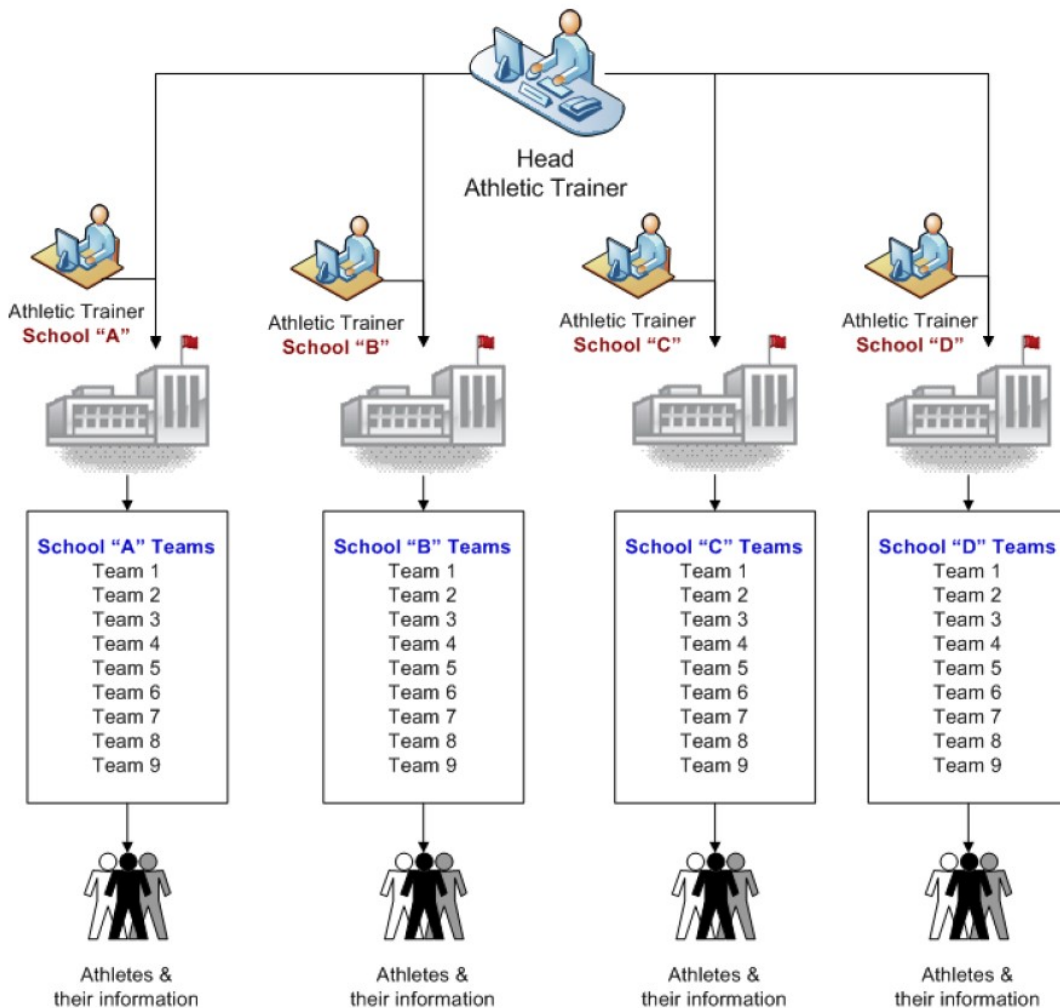 Head
Athletic Trainer
Athletic Trainer
School “A”
Athletic Trainer
School “B”
Athletic Trainer
School “C”
Athletic Trainer
School “D”
School “A” Teams
Team 1
Team 2
Team 3
Team 4
Team 5
Team 6
Team 7
Team 8
Team 9
School “B” Teams
Team 1
Team 2
Team 3
Team 4
Team 5
Team 6
Team 7
Team 8
Team 9
School “C” Teams
Team 1
Team 2
Team 3
Team 4
Team 5
Team 6
Team 7
Team 8
Team 9
School “D” Teams
Team 1
Team 2
Team 3
Team 4
Team 5
Team 6
Team 7
Team 8
Team 9
Athletes &
their information
Athletes &
their information
Athletes &
their information
Athletes &
their information